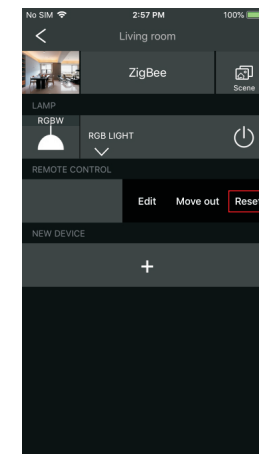 No SIM 2:57 PM 100%
Living room
ZigBee
Scene
LAMP
RGBW
RGB LIGHT
REMOTE CONTROL
Edit Move out Reset
NEW DEVICE
+